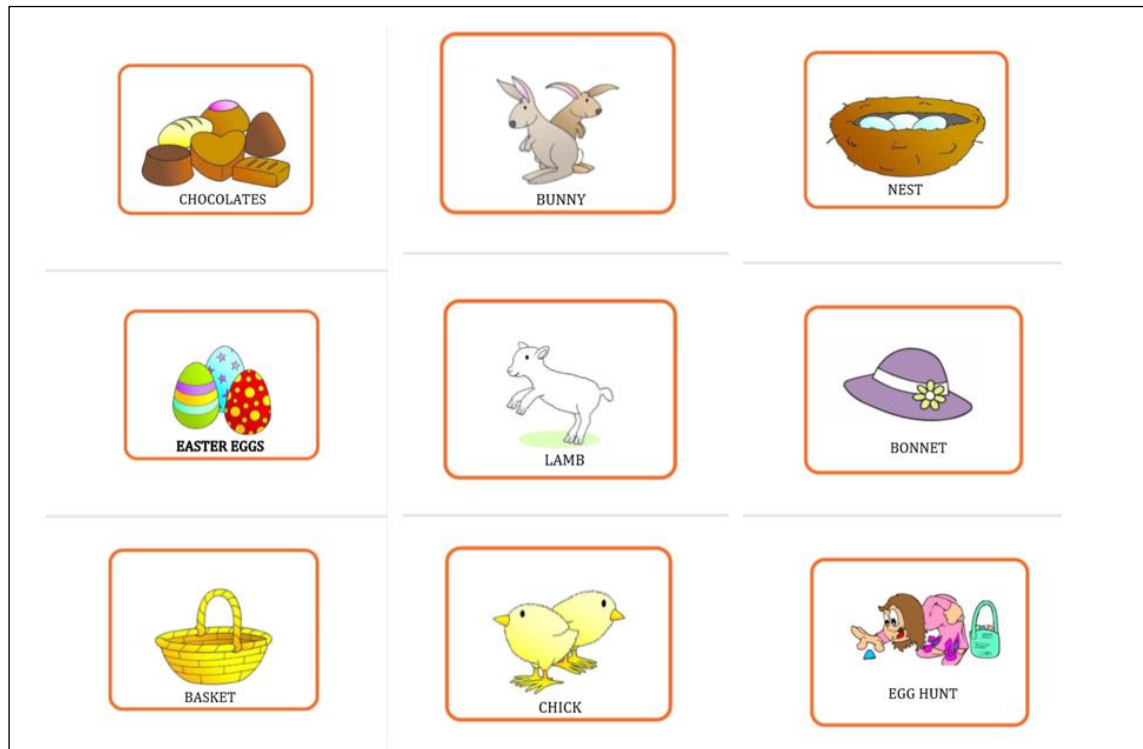 CHOCOLATES
BUNNY
NEST
EASTER EGGS
LAMB
BONNET
BASKET
CHICK
EGG HUNT